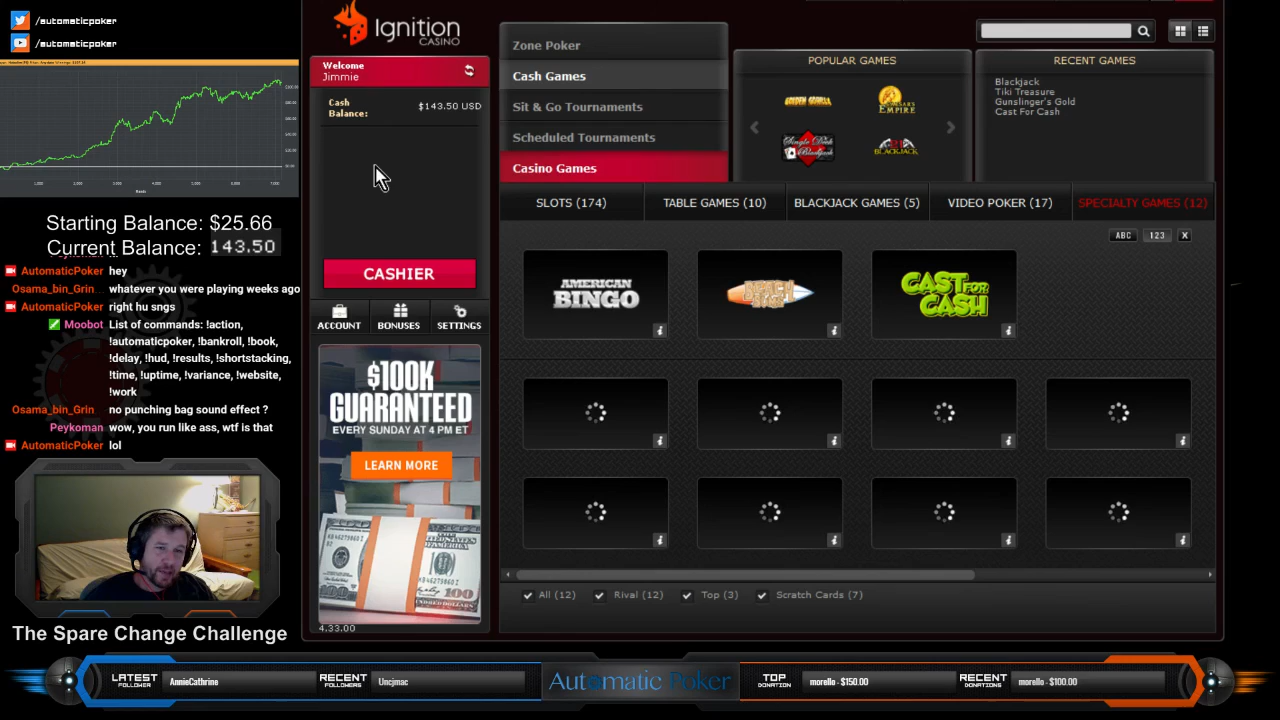 /automaticpoker
/automaticpoker
Starting Balance: $25.66
Current Balance: 143.50
AutomaticPoker hey
Osama_bin_Grin whatever you were playing weeks ago
AutomaticPoker right hu sngs
Moobot List of commands: !action,
!automaticpoker, !bankroll, !book,
!delay, !hud, !results, !shortstacking,
!time, !uptime, !variance, !website,
!work
Osama_bin_Grin no punching bag sound effect ?
Peykoman wow, you run like ass, wtf is that
AutomaticPoker lol
The Spare Change Challenge
Ignition
CASINO
Welcome
Jimmie
Cash
Balance:
$143.50 USD
CASHIER
ACCOUNT
BONUSES
SETTINGS
$100K
GUARANTEED
EVERY SUNDAY AT 4 PM ET
LEARN MORE
4.33.00
Zone Poker
Cash Games
Sit & Go Tournaments
Scheduled Tournaments
Casino Games
POPULAR GAMES
RECENT GAMES
Blackjack
Tiki Treasure
Gunslinger's Gold
Cast For Cash
SLOTS (174)
TABLE GAMES (10)
BLACKJACK GAMES (5)
VIDEO POKER (17)
SPECIALTY GAMES (12)
ABC
123
X
AMERICAN
BINGO
CAST FOR
CASH
All (12)
Rival (12)
Top (3)
Scratch Cards (7)
LATEST
FOLLOWER
AnnieCathrine
RECENT
FOLLOWERS
Uncjmac
Automatic Poker
TOP
DONATION
morello - $150.00
RECENT
DONATIONS
morello - $100.00